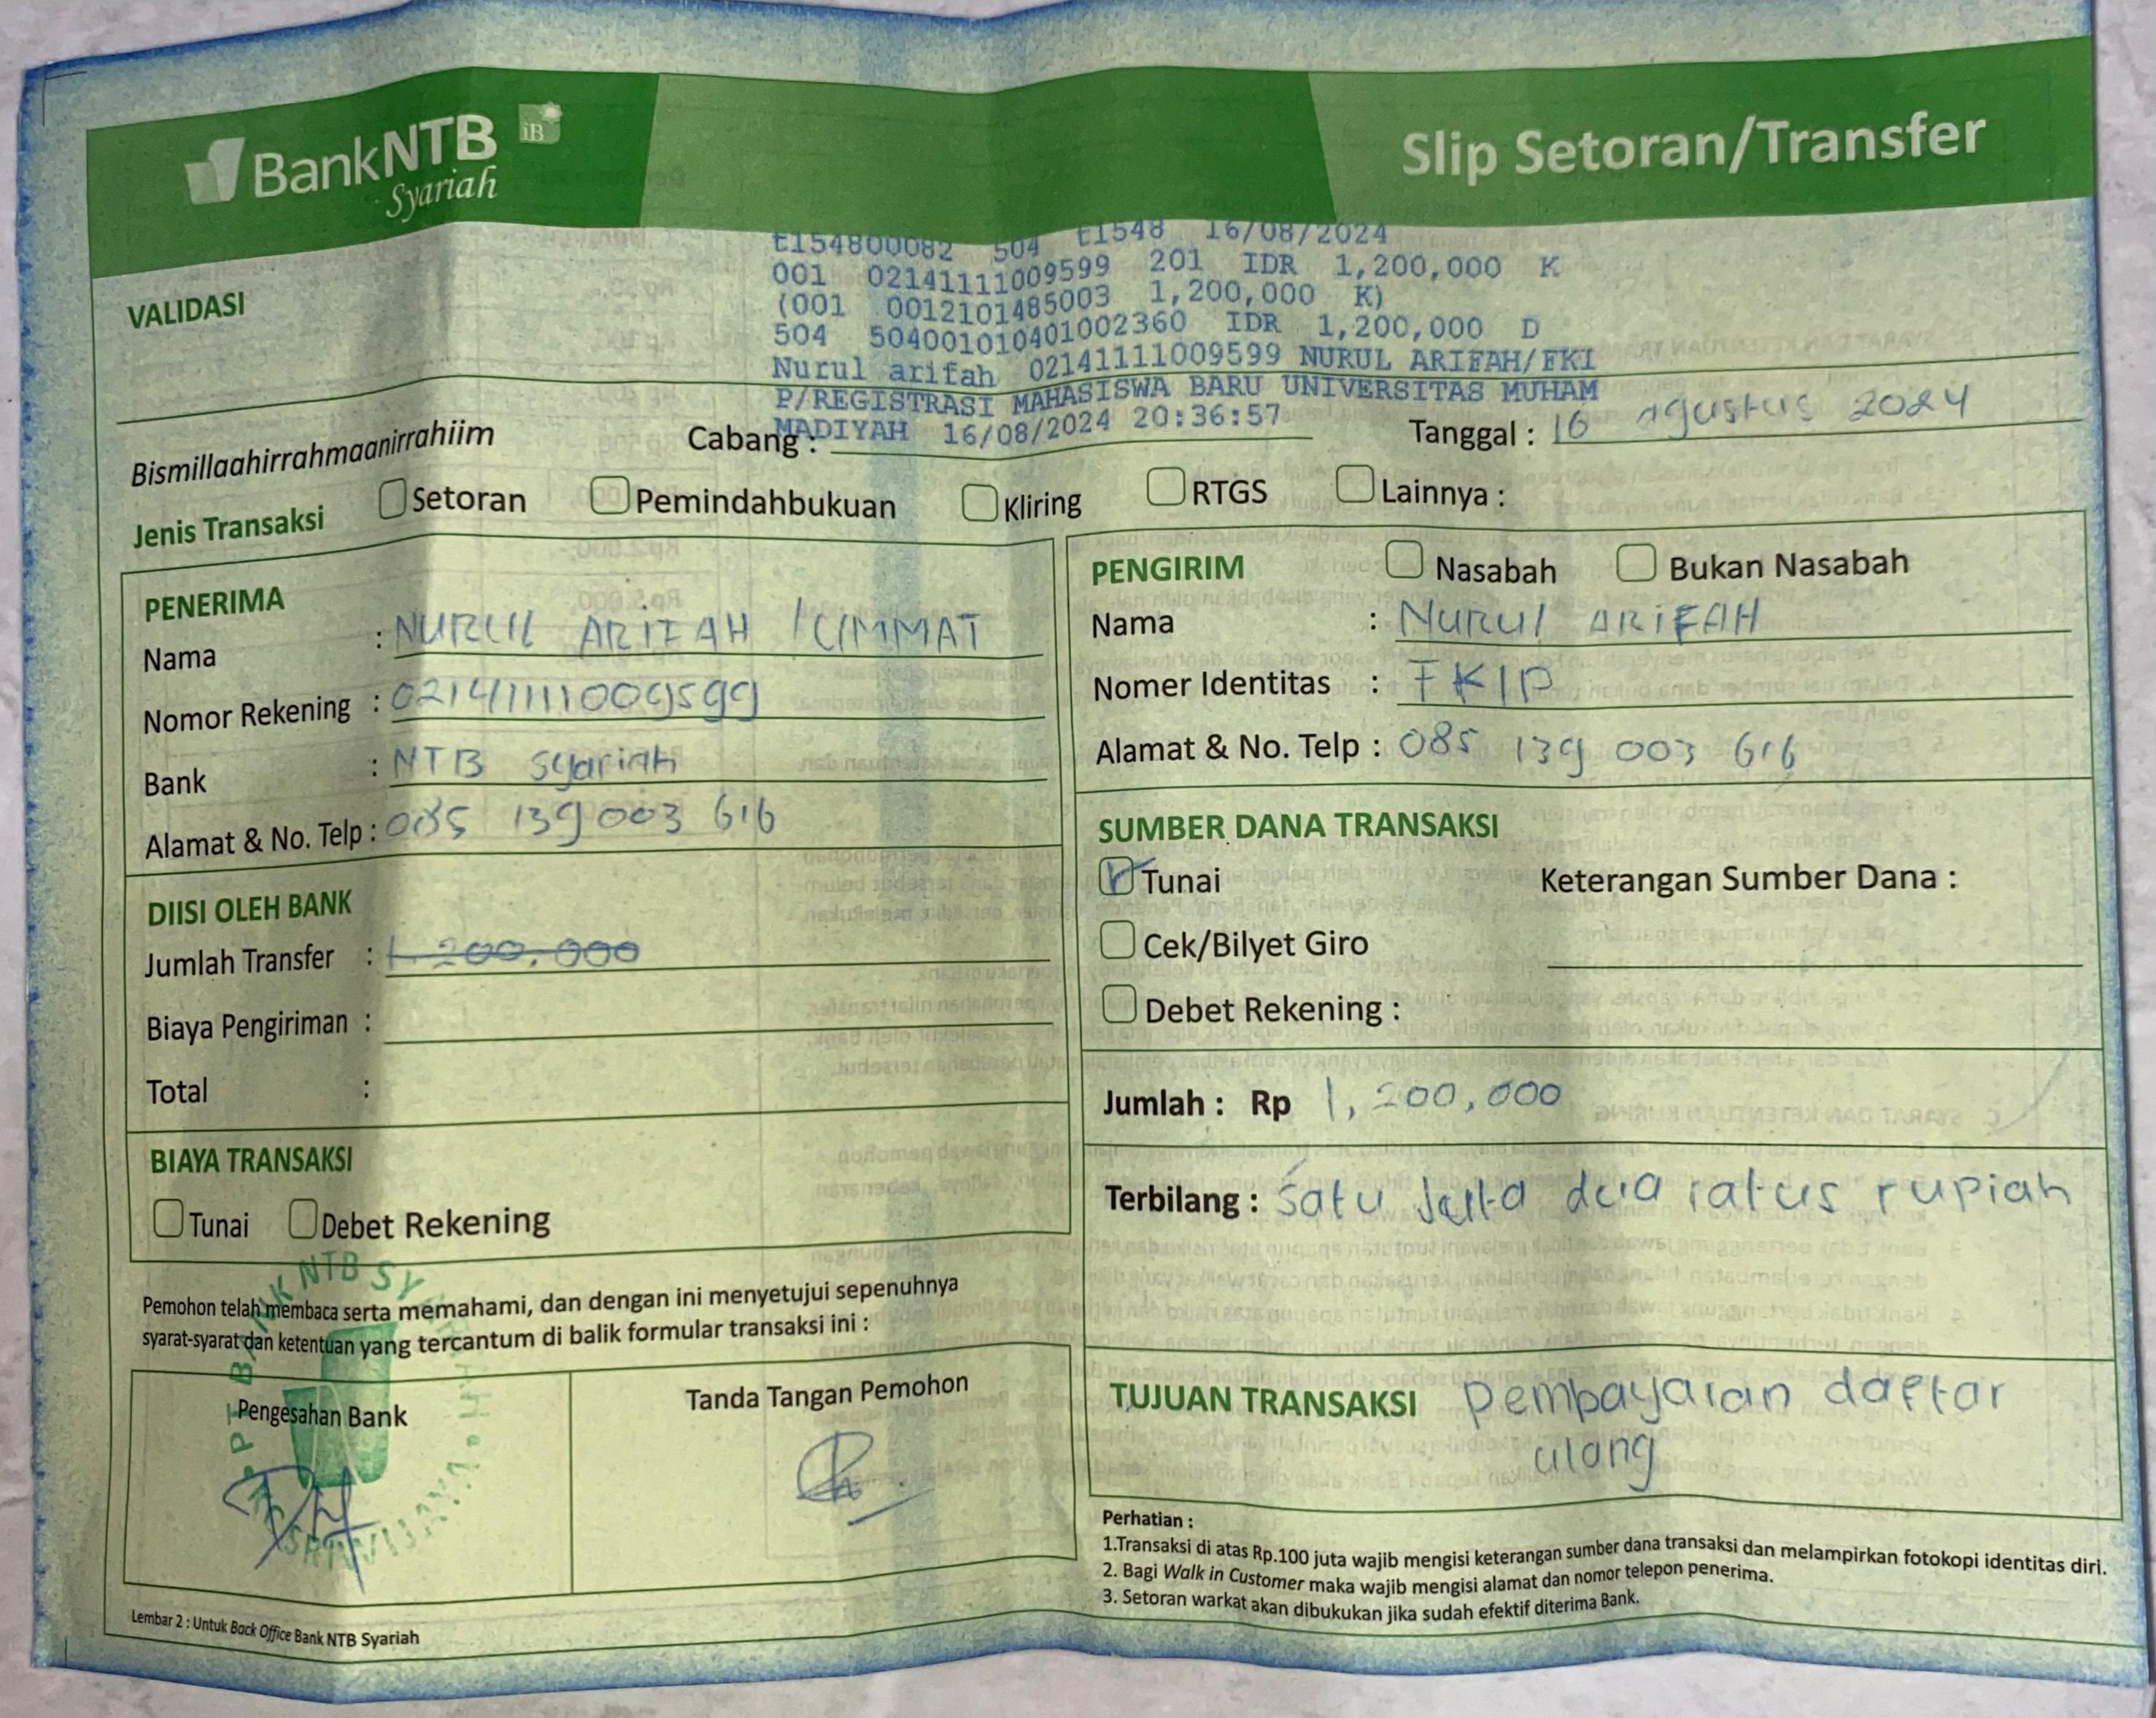 BankNTB iB
Syariah
Slip Setoran/Transfer
E154800082 504 E1548 16/08/2024
001 02141111009599 201 IDR 1,200,000 K
(001 0012101485003 1,200,000 K)
504 504001010401002360 IDR 1,200,000 D
Nurul arifah 02141111009599 NURUL ARIFAH/FKI
P/REGISTRASI MAHASISWA BARU UNIVERSITAS MUHAM
MADIYAH 16/08/2024 20:36:57
VALIDASI
Bismillaahirrahmaanirrahiim
Cabang :
Tanggal : 16 agustus 2024
Jenis Transaksi Setoran Pemindahbukuan Kliring RTGS Lainnya :
PENERIMA
Nama : NURUL ARIFAH /UMMAT
Nomor Rekening : 02141111009599
Bank : NTB Syariah
Alamat & No. Telp : 085 139 003 616
DIISI OLEH BANK
Jumlah Transfer : 1.200.000
Biaya Pengiriman :
Total :
BIAYA TRANSAKSI
Tunai Debet Rekening
Pemohon telah membaca serta memahami, dan dengan ini menyetujui sepenuhnya
syarat-syarat dan ketentuan yang tercantum di balik formular transaksi ini :
Pengesahan Bank
Tanda Tangan Pemohon
Lembar 2 : Untuk Back Office Bank NTB Syariah
PENGIRIM Nasabah Bukan Nasabah
Nama : Nurul ARIFAH
Nomer Identitas : FKIP
Alamat & No. Telp : 085 139 003 616
SUMBER DANA TRANSAKSI
Tunai Keterangan Sumber Dana :
Cek/Bilyet Giro
Debet Rekening :
Jumlah : Rp 1,200,000
Terbilang : Satu Juta dua ratus rupiah
TUJUAN TRANSAKSI pembayaran daftar
ulang
Perhatian :
1.Transaksi di atas Rp.100 juta wajib mengisi keterangan sumber dana transaksi dan melampirkan fotokopi identitas diri.
2. Bagi Walk in Customer maka wajib mengisi alamat dan nomor telepon penerima.
3. Setoran warkat akan dibukukan jika sudah efektif diterima Bank.